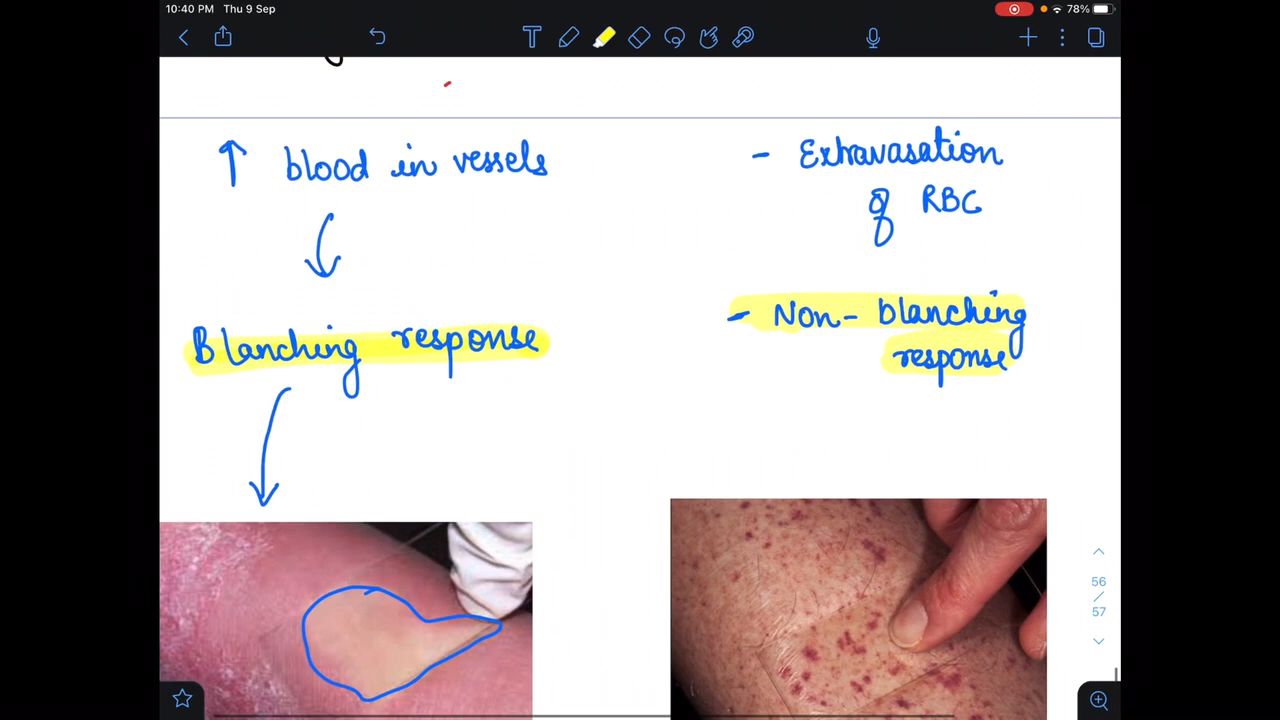 10:40 PM Thu 9 Sep
78%
T
↑ blood in vessels
Blanching response
- Extravasation
of RBC
- Non-blanching
response
56
/
57